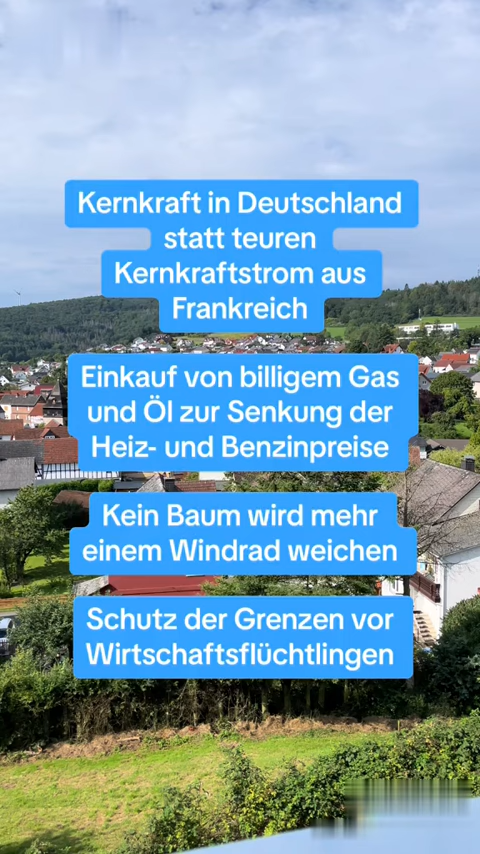 Kernkraft in Deutschland
statt teuren
Kernkraftstrom aus
Frankreich
Einkauf von billigem Gas
und Öl zur Senkung der
Heiz- und Benzinpreise
Kein Baum wird mehr
einem Windrad weichen
Schutz der Grenzen vor
Wirtschaftsflüchtlingen